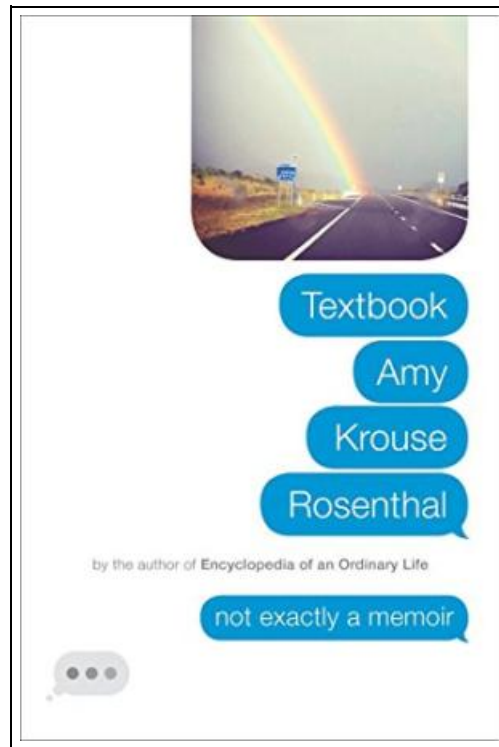 Textbook
Amy
Krouse
Rosenthal
by the author of Encyclopedia of an Ordinary Life
not exactly a memoir